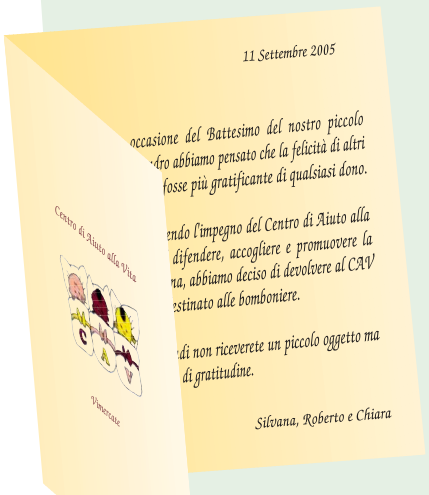 11 Settembre 2005
occasione del Battesimo del nostro piccolo
dro abbiamo pensato che la felicità di altri
fosse più gratificante di qualsiasi dono.
endo l'impegno del Centro di Aiuto alla
difendere, accogliere e promuovere la
na, abbiamo deciso di devolvere al CAV
estinato alle bomboniere.
di non riceverete un piccolo oggetto ma
di gratitudine.
Silvana, Roberto e Chiara
Centro di Aiuto alla Vita
C A V
Vimercate